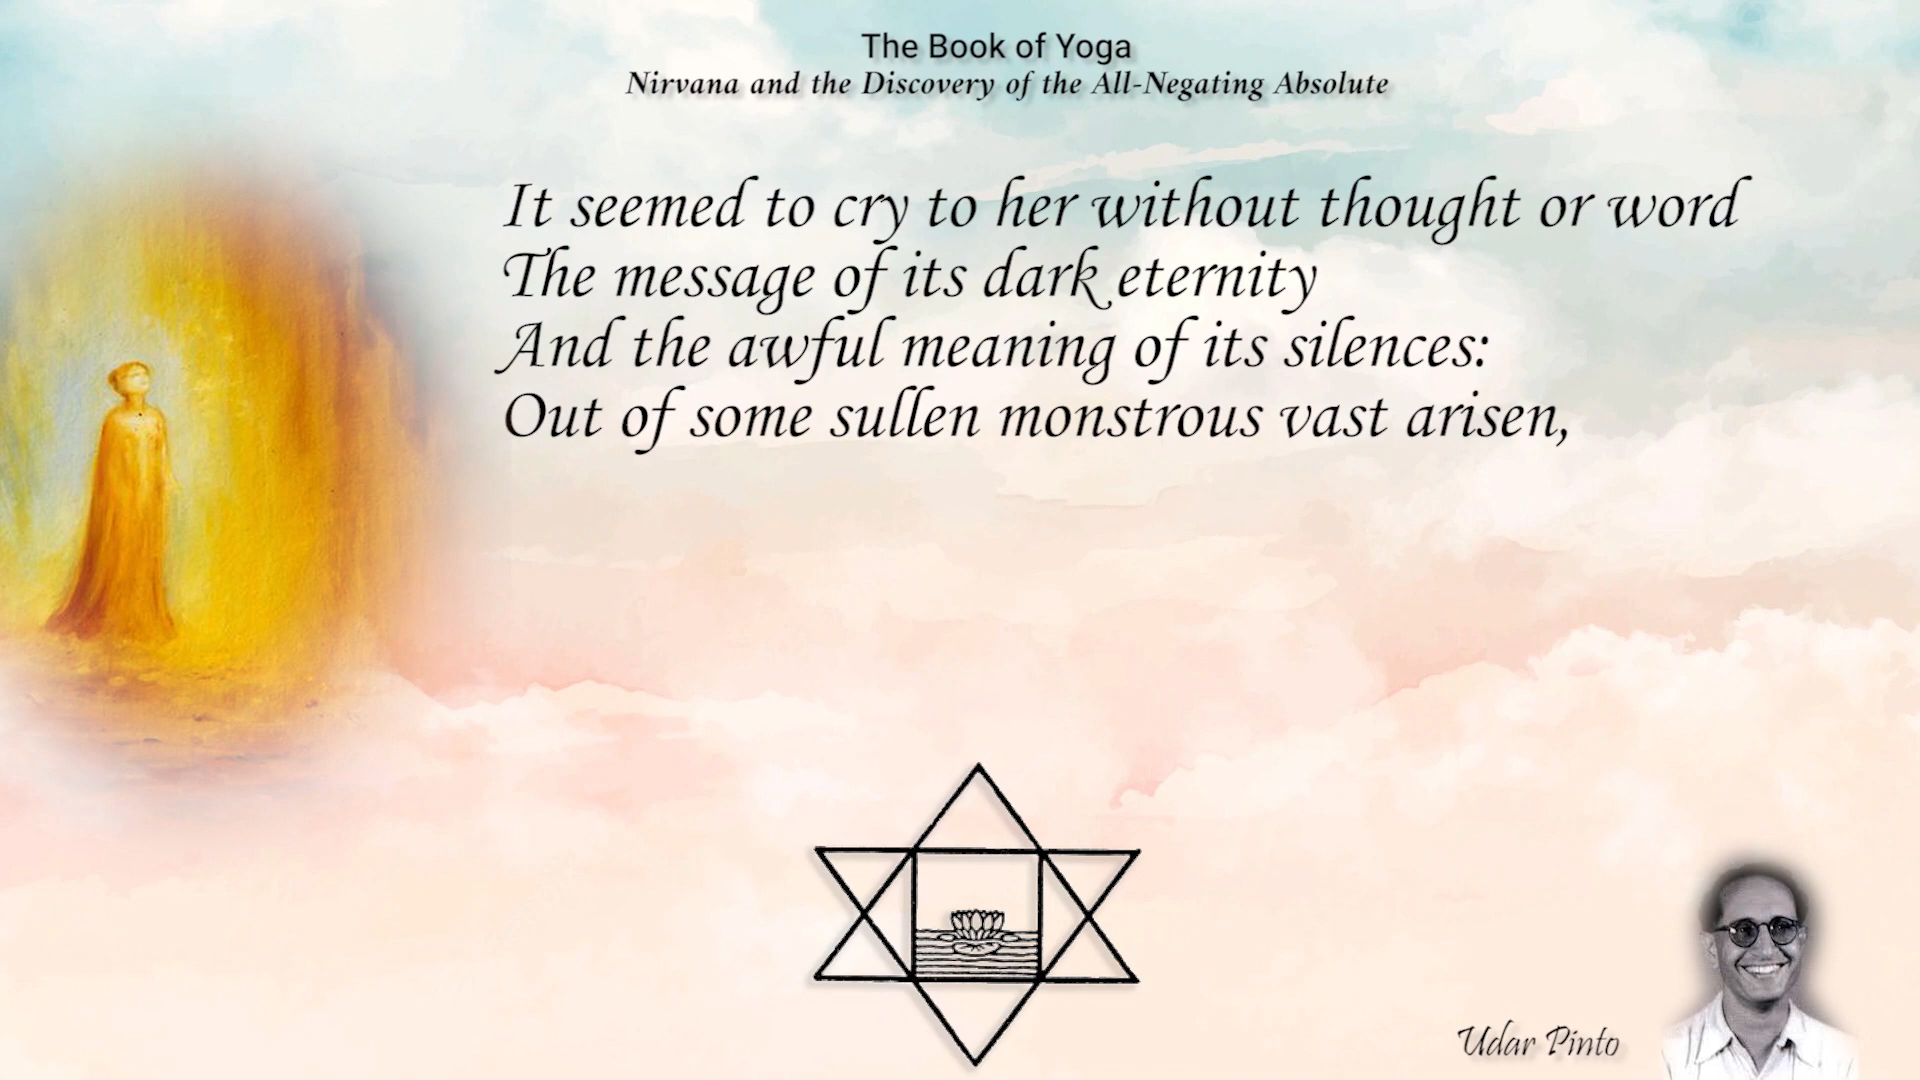 The Book of Yoga
Nirvana and the Discovery of the All-Negating Absolute
It seemed to cry to her without thought or word
The message of its dark eternity
And the awful meaning of its silences:
Out of some sullen monstrous vast arisen,
Udar Pinto